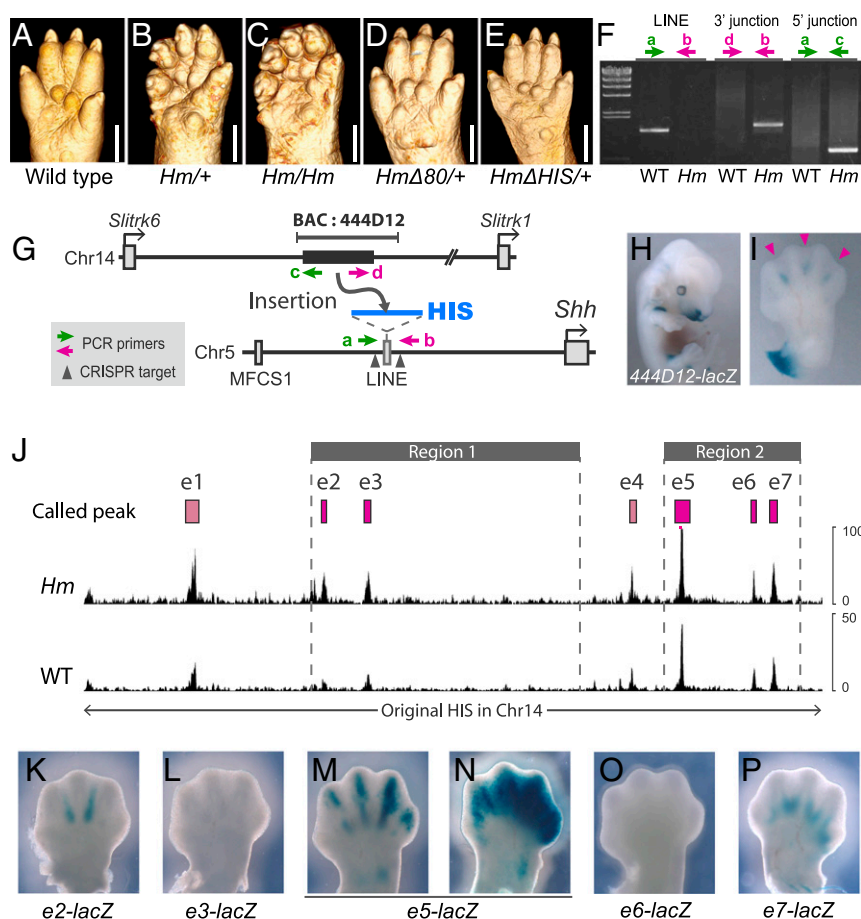 A B C D E F
Wild type Hm/+ Hm/Hm HmΔ80/+ HmΔHIS/+
LINE 3' junction 5' junction
a b d b a c
WT Hm WT Hm WT Hm
G
BAC : 444D12
Slitrk6 Slitrk1
Chr14
c d
Insertion HIS
Shh
a b
Chr5
MFCS1 LINE
PCR primers
CRISPR target
H I
444D12-lacZ
J
Region 1 Region 2
e1 e2 e3 e4 e5 e6 e7
Called peak
100
Hm
0
50
WT
0
Original HIS in Chr14
K L M N O P
e2-lacZ e3-lacZ e5-lacZ e6-lacZ e7-lacZ